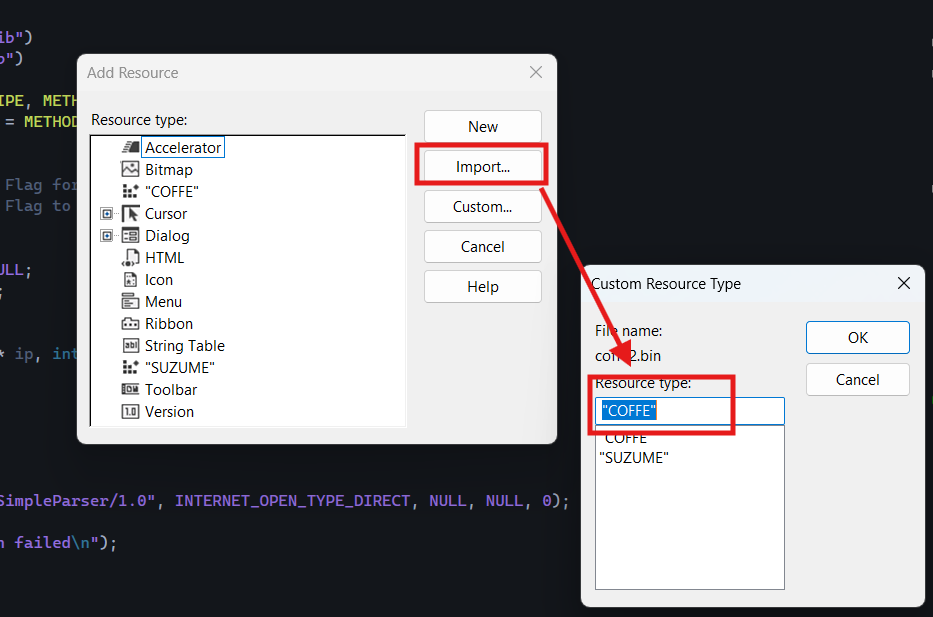 ib")
b")
IPE, METH
= METHOD
Flag for
Flag to
ULL;
;
* ip, int
SimpleParser/1.0", INTERNET_OPEN_TYPE_DIRECT, NULL, NULL, 0);
n failed\n");
Add Resource
Resource type:
Accelerator
Bitmap
"COFFE"
Cursor
Dialog
HTML
Icon
Menu
Ribbon
String Table
"SUZUME"
Toolbar
Version
New
Import...
Custom...
Cancel
Help
Custom Resource Type
File name:
2.bin
Resource type:
"COFFE"
COFFE
"SUZUME"
OK
Cancel